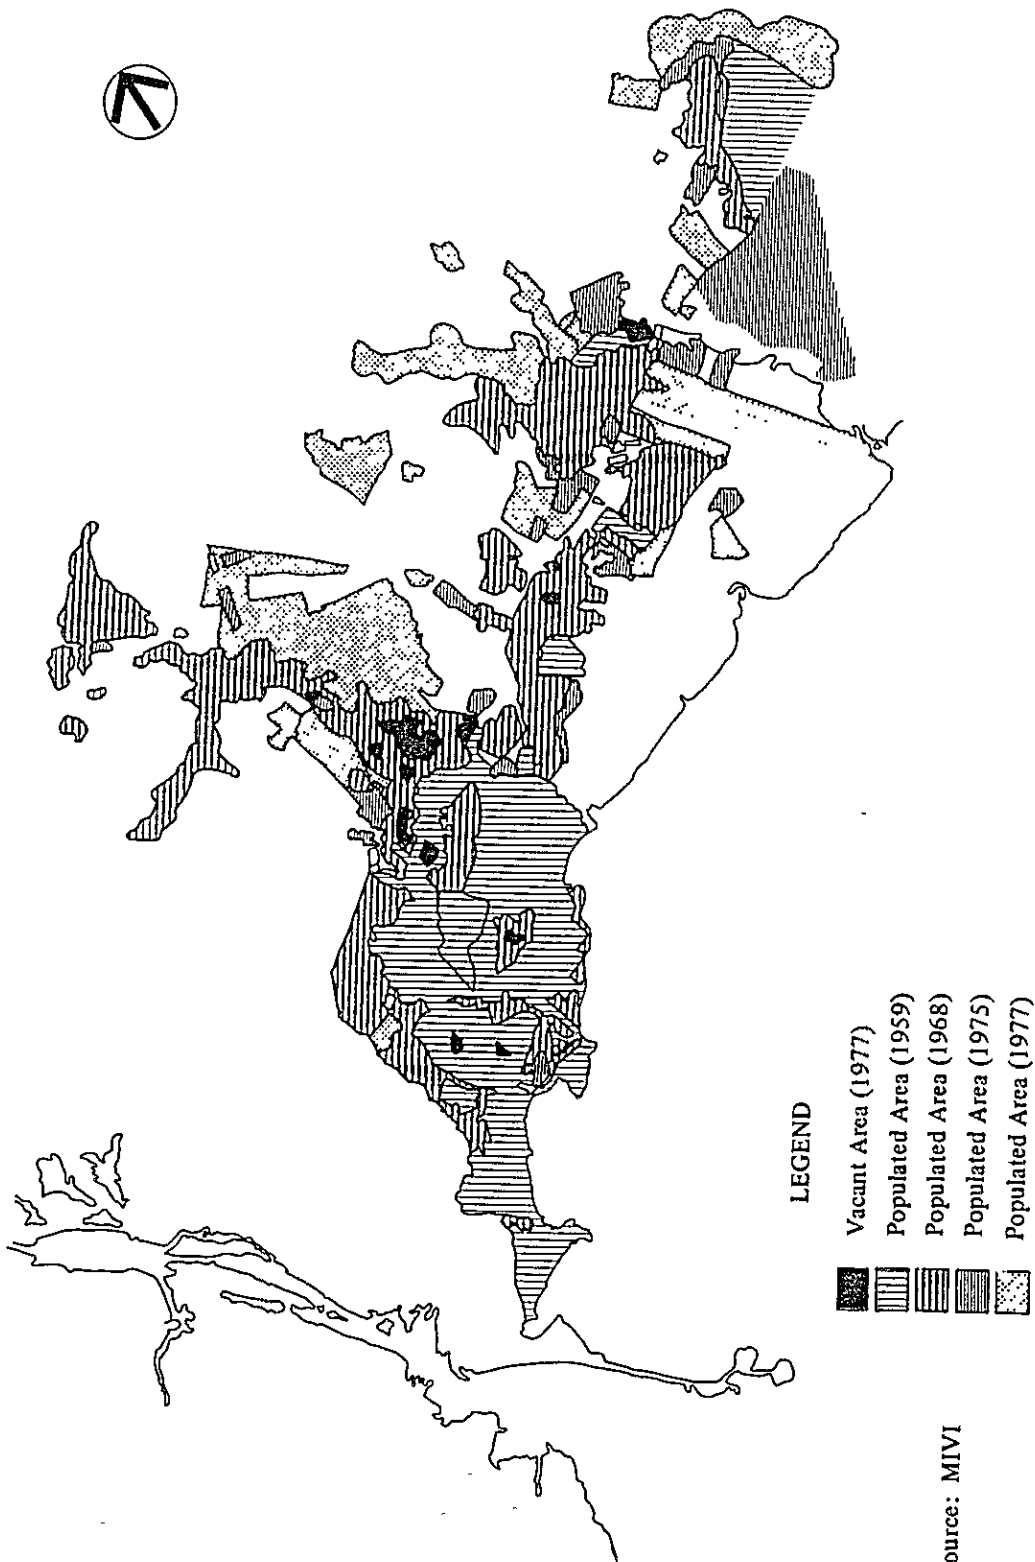 LEGEND
Vacant Area (1977)
Populated Area (1959)
Populated Area (1968)
Populated Area (1975)
Populated Area (1977)
ource: MIVI